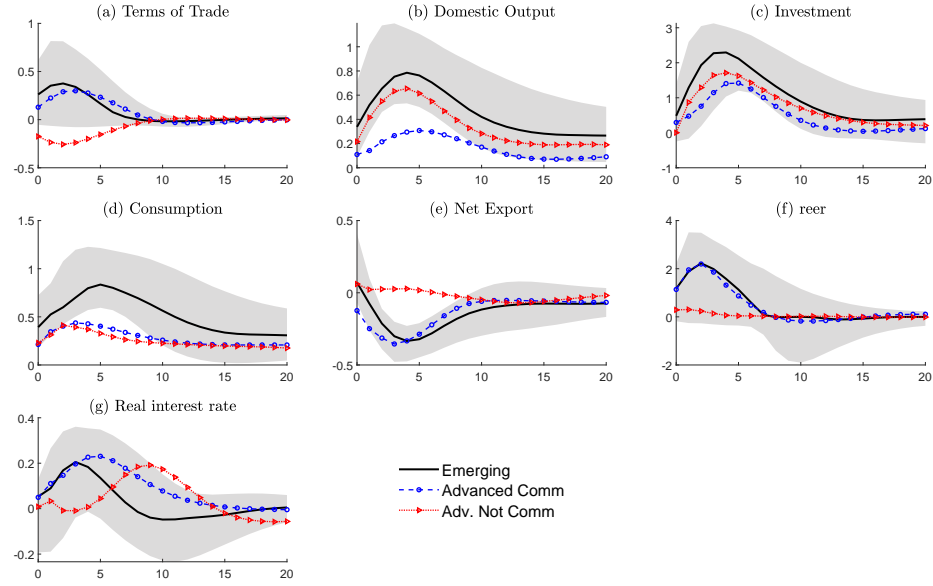 (a) Terms of Trade
1
0.5
0
-0.5
0 5 10 15 20
(b) Domestic Output
1
0.8
0.6
0.4
0.2
0
0 5 10 15 20
(c) Investment
3
2
1
0
-1
0 5 10 15 20
(d) Consumption
1.5
1
0.5
0
0 5 10 15 20
(e) Net Export
0.5
0
-0.5
0 5 10 15 20
(f) reer
4
2
0
-2
0 5 10 15 20
(g) Real interest rate
0.4
0.2
0
-0.2
0 5 10 15 20
Emerging
Advanced Comm
Adv. Not Comm